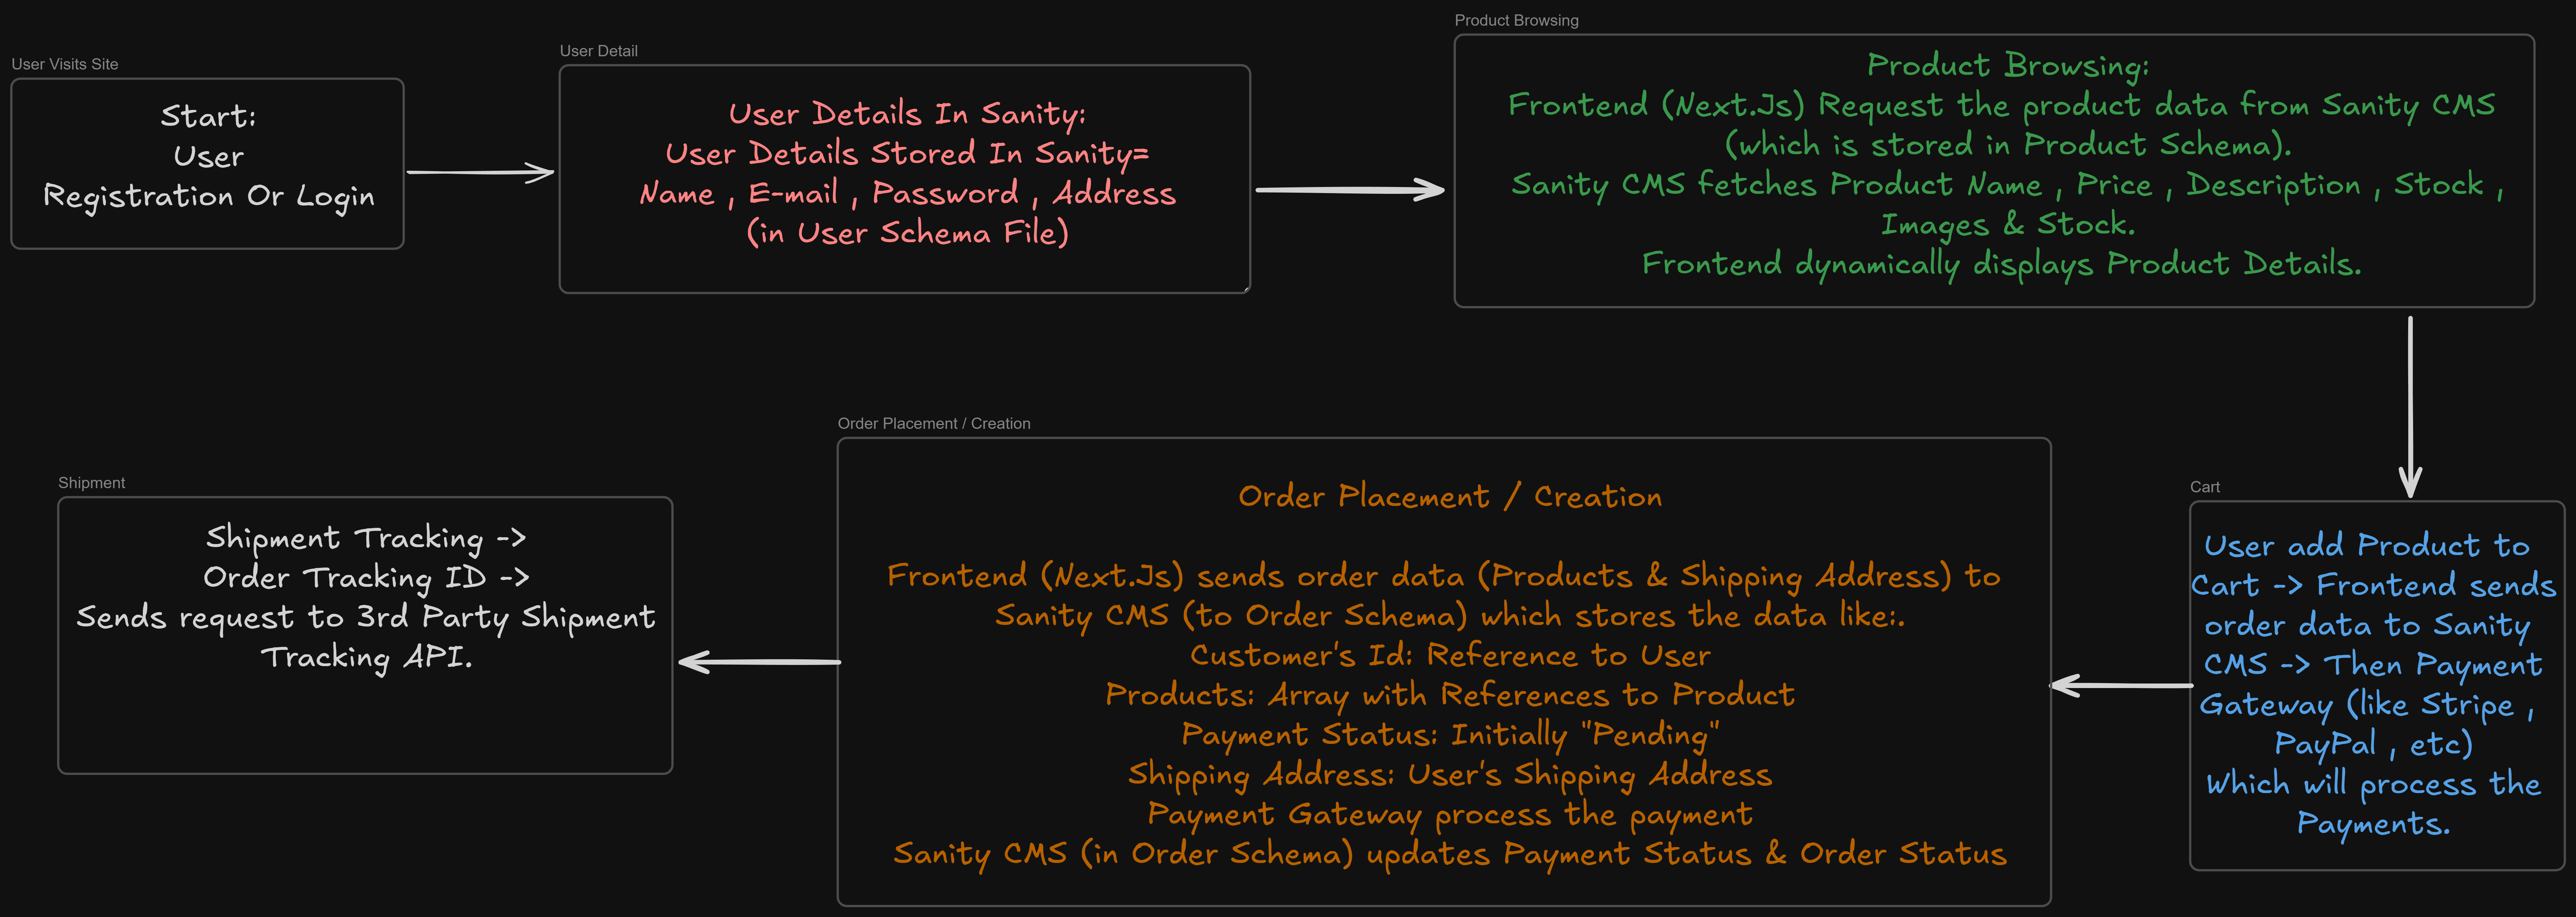 User Visits Site
Start:
User
Registration Or Login
User Detail
User Details In Sanity:
User Details Stored In Sanity=
Name , E-mail , Password , Address
(in User Schema File)
Product Browsing
Product Browsing:
Frontend (Next.Js) Request the product data from Sanity CMS
(which is stored in Product Schema).
Sanity CMS fetches Product Name , Price , Description , Stock ,
Images & Stock.
Frontend dynamically displays Product Details.
Cart
User add Product to
Cart -> Frontend sends
order data to Sanity
CMS -> Then Payment
Gateway (like Stripe ,
PayPal , etc)
Which will process the
Payments.
Order Placement / Creation
Order Placement / Creation
Frontend (Next.Js) sends order data (Products & Shipping Address) to
Sanity CMS (to Order Schema) which stores the data like:.
Customer's Id: Reference to User
Products: Array with References to Product
Payment Status: Initially "Pending"
Shipping Address: User's Shipping Address
Payment Gateway process the payment
Sanity CMS (in Order Schema) updates Payment Status & Order Status
Shipment
Shipment Tracking ->
Order Tracking ID ->
Sends request to 3rd Party Shipment
Tracking API.